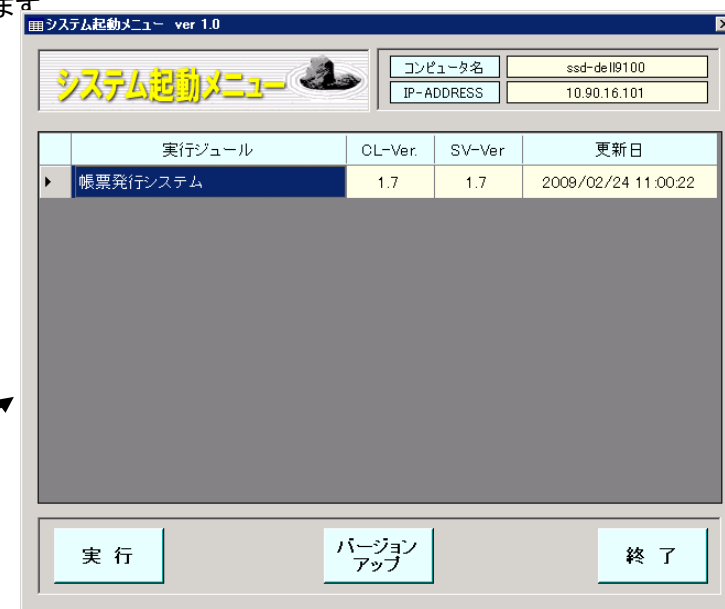 ます
システム起動メニュー ver 1.0
システム起動メニュー
コンピュータ名 ssd-dell9100
IP-ADDRESS 10.90.16.101
実行ジュール CL-Ver. SV-Ver 更新日
帳票発行システム 1.7 1.7 2009/02/24 11:00:22
実 行
バージョン
アップ
終 了